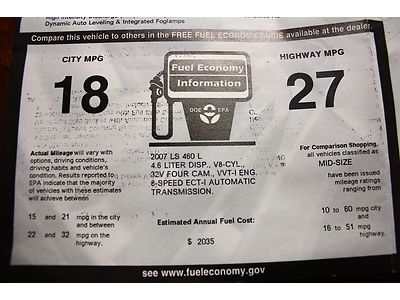 High Intensity Discharge
Dynamic Auto Leveling & Integrated Foglamps
Compare this vehicle to others in the FREE FUEL ECONOMY GUIDE available at the dealer.
CITY MPG
18
Fuel Economy
Information
DOE EPA
HIGHWAY MPG
27
Actual Mileage will vary with
options, driving conditions,
driving habits and vehicle's
condition. Results reported to
EPA indicate that the majority
of vehicles with these estimates
will achieve between
15 and 21 mpg in the city
and between
22 and 32 mpg on the
highway.
2007 LS 460 L
4.6 LITER DISP., V8-CYL.,
32V FOUR CAM., VVT-I ENG.
8-SPEED ECT-I AUTOMATIC
TRANSMISSION.
Estimated Annual Fuel Cost:
$ 2035
For Comparison Shopping,
all vehicles classified as
MID-SIZE
have been issued
mileage ratings
ranging from
10 to 60 mpg city
and
16 to 51 mpg hwy.
see www.fueleconomy.gov